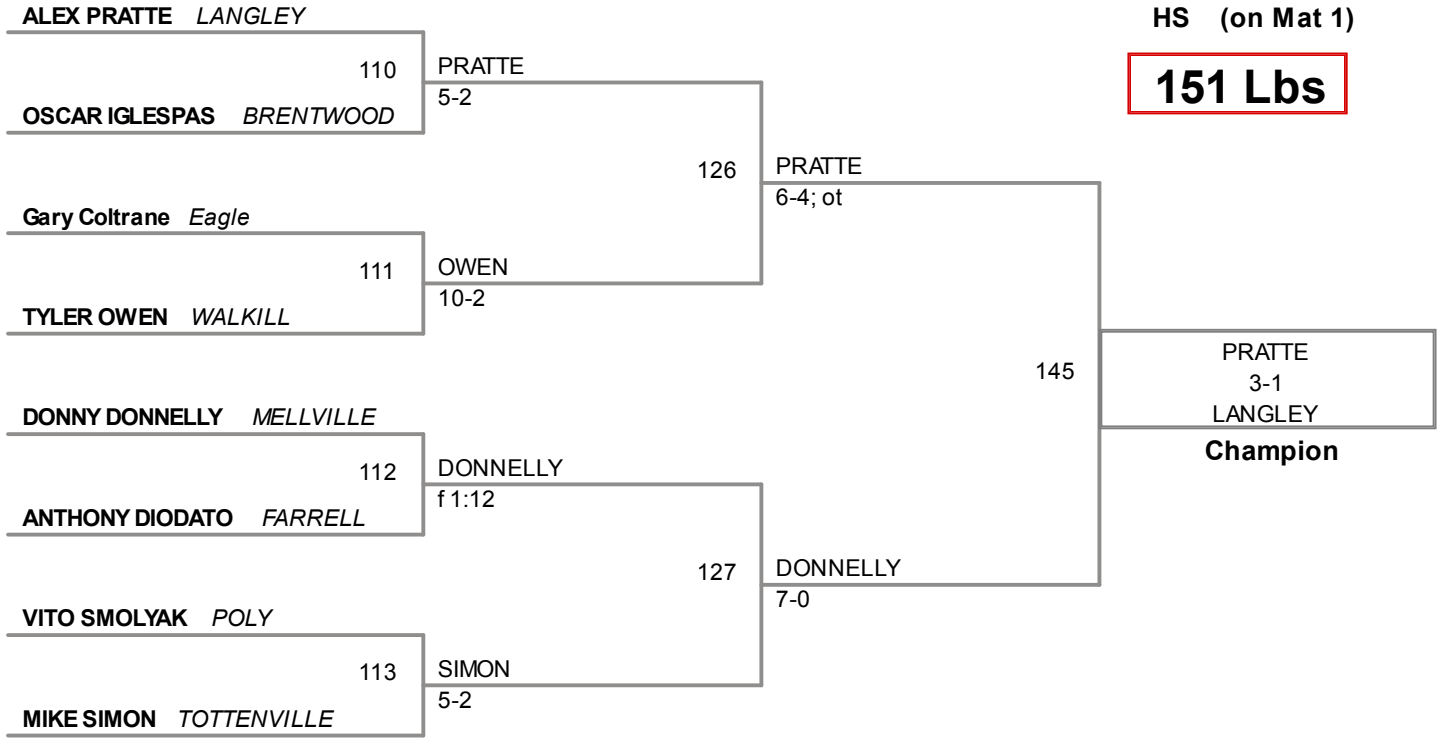 ALEX PRATTE LANGLEY
HS (on Mat 1)
110 PRATTE
5-2
151 Lbs
OSCAR IGLESPAS BRENTWOOD
126 PRATTE
6-4; ot
Gary Coltrane Eagle
111 OWEN
10-2
TYLER OWEN WALKILL
145 PRATTE
3-1
LANGLEY
Champion
DONNY DONNELLY MELLVILLE
112 DONNELLY
f 1:12
ANTHONY DIODATO FARRELL
127 DONNELLY
7-0
VITO SMOLYAK POLY
113 SIMON
5-2
MIKE SIMON TOTTENVILLE